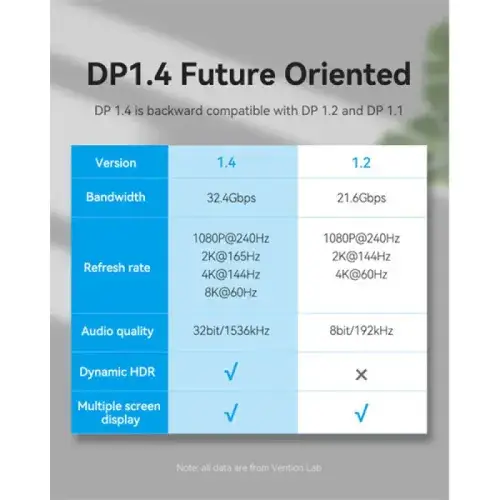 DP1.4 Future Oriented
DP 1.4 is backward compatible with DP 1.2 and DP 1.1
Version 1.4 1.2
Bandwidth 32.4Gbps 21.6Gbps
Refresh rate
1080P@240Hz
2K@165Hz
4K@144Hz
8K@60Hz
1080P@240Hz
2K@144Hz
4K@60Hz
Audio quality 32bit/1536kHz 8bit/192kHz
Dynamic HDR √ ×
Multiple screen
display √ √
Note: all data are from Vention Lab